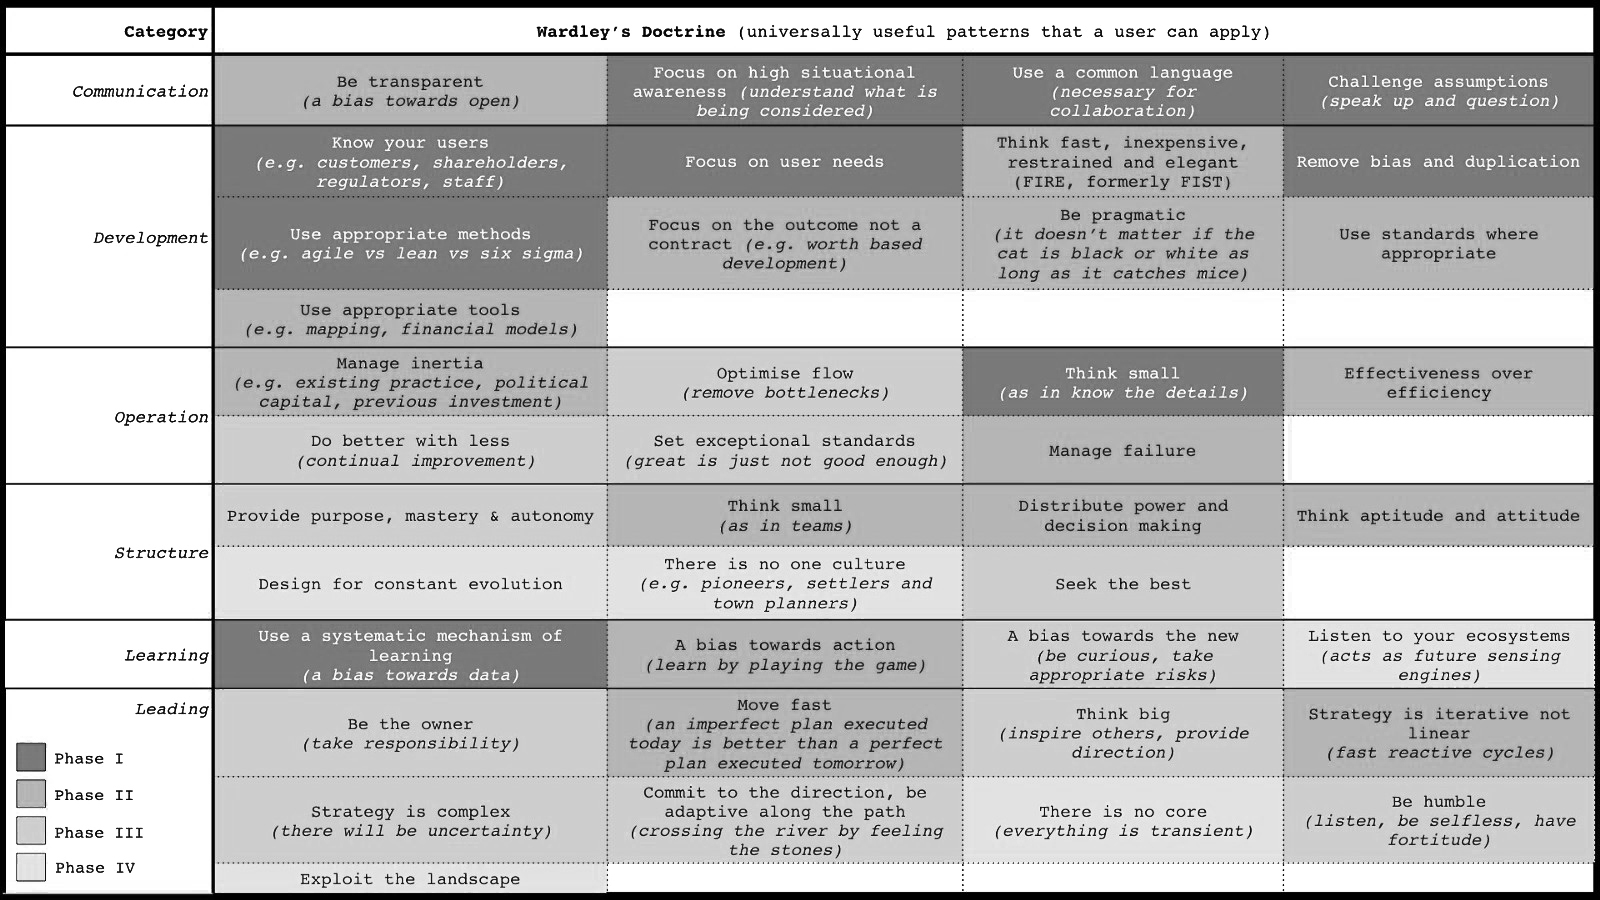 Category
Wardley's Doctrine (universally useful patterns that a user can apply)
Communication
Be transparent
(a bias towards open)
Focus on high situational
awareness (understand what is
being considered)
Use a common language
(necessary for
collaboration)
Challenge assumptions
(speak up and question)
Development
Know your users
(e.g. customers, shareholders,
regulators, staff)
Focus on user needs
Think fast, inexpensive,
restrained and elegant
(FIRE, formerly FIST)
Remove bias and duplication
Use appropriate methods
(e.g. agile vs lean vs six sigma)
Focus on the outcome not a
contract (e.g. worth based
development)
Be pragmatic
(it doesn't matter if the
cat is black or white as
long as it catches mice)
Use standards where
appropriate
Use appropriate tools
(e.g. mapping, financial models)
Operation
Manage inertia
(e.g. existing practice, political
capital, previous investment)
Optimise flow
(remove bottlenecks)
Think small
(as in know the details)
Effectiveness over
efficiency
Do better with less
(continual improvement)
Set exceptional standards
(great is just not good enough)
Manage failure
Structure
Provide purpose, mastery & autonomy
Think small
(as in teams)
Distribute power and
decision making
Think aptitude and attitude
Design for constant evolution
There is no one culture
(e.g. pioneers, settlers and
town planners)
Seek the best
Learning
Use a systematic mechanism of
learning
(a bias towards data)
A bias towards action
(learn by playing the game)
A bias towards the new
(be curious, take
appropriate risks)
Listen to your ecosystems
(acts as future sensing
engines)
Leading
Be the owner
(take responsibility)
Move fast
(an imperfect plan executed
today is better than a perfect
plan executed tomorrow)
Think big
(inspire others, provide
direction)
Strategy is iterative not
linear
(fast reactive cycles)
Strategy is complex
(there will be uncertainty)
Commit to the direction, be
adaptive along the path
(crossing the river by feeling
the stones)
There is no core
(everything is transient)
Be humble
(listen, be selfless, have
fortitude)
Exploit the landscape
Phase I
Phase II
Phase III
Phase IV